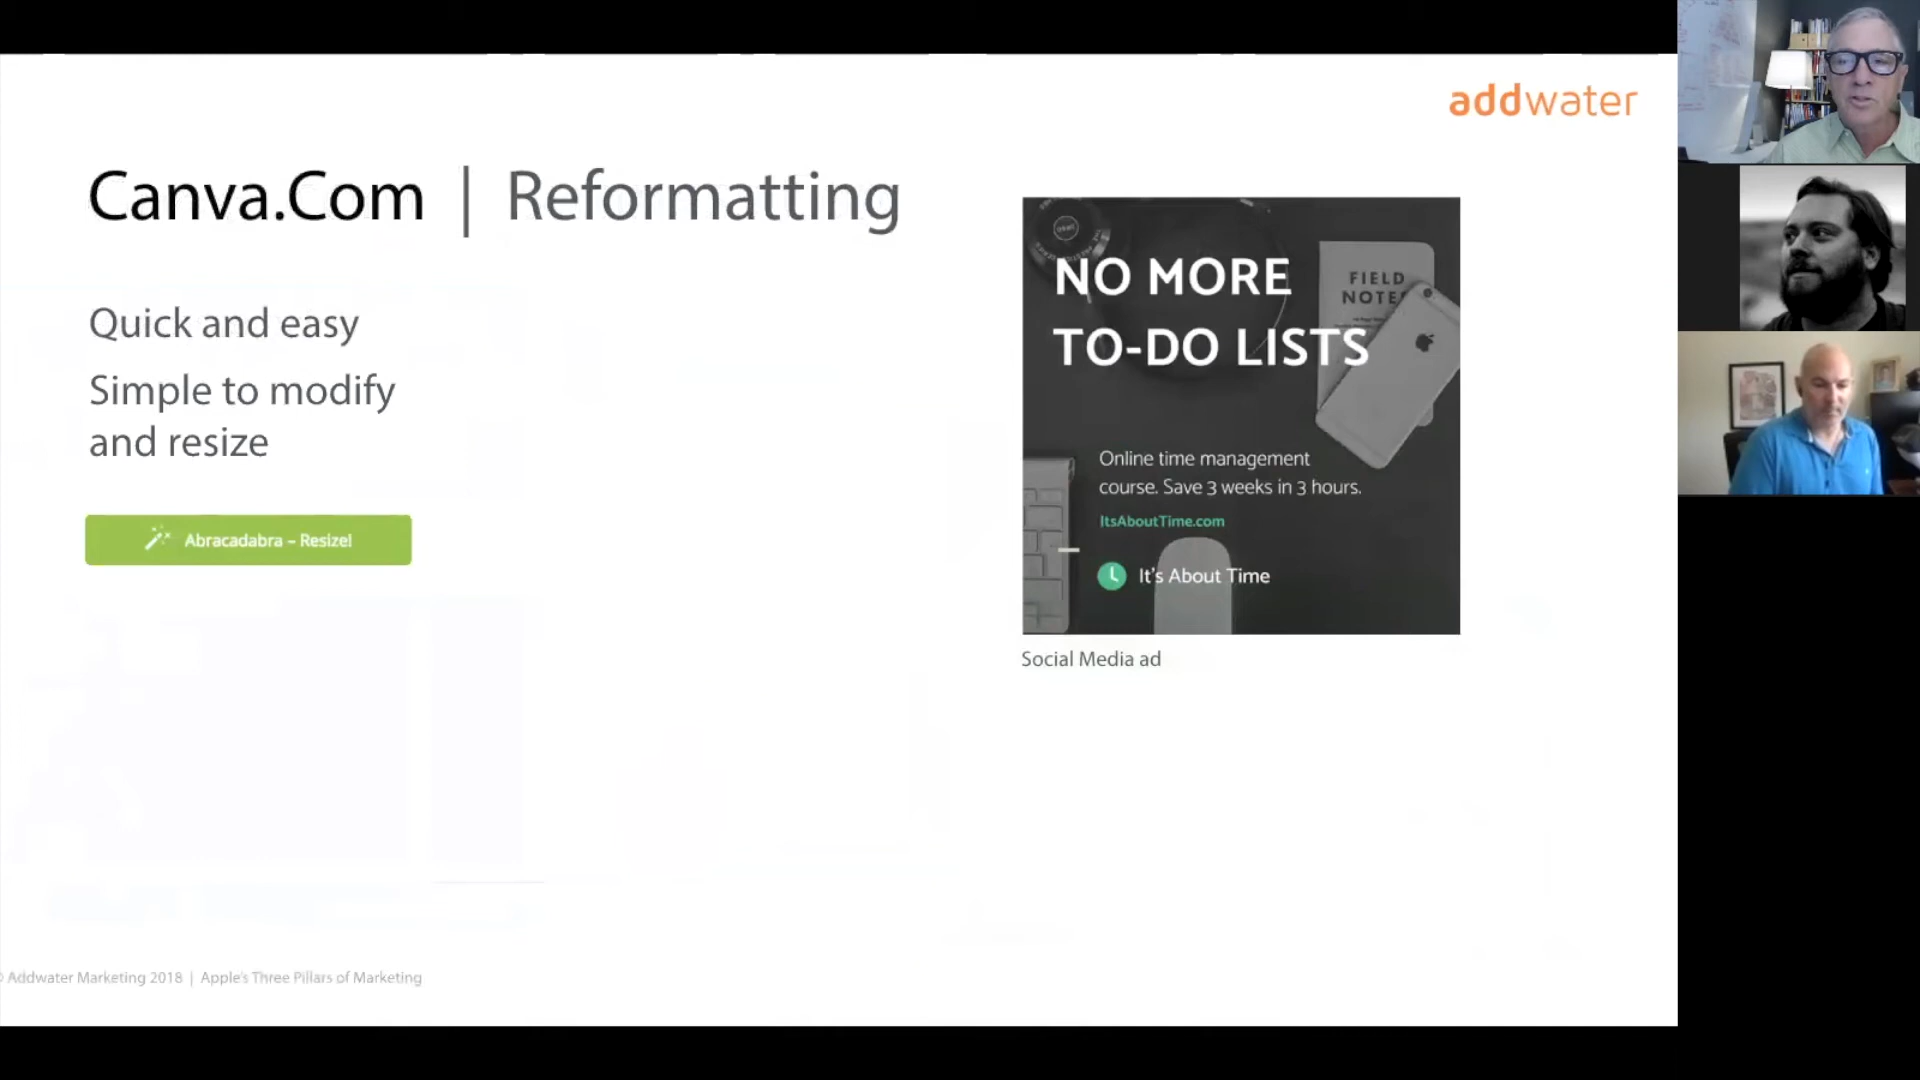 addwater
Canva.Com | Reformatting
Quick and easy
Simple to modify
and resize
Abracadabra – Resize!
NO MORE
TO-DO LISTS
FIELD
NOTES
Online time management
course. Save 3 weeks in 3 hours.
ItsAboutTime.com
It's About Time
Social Media ad
© Addwater Marketing 2018 | Apple's Three Pillars of Marketing